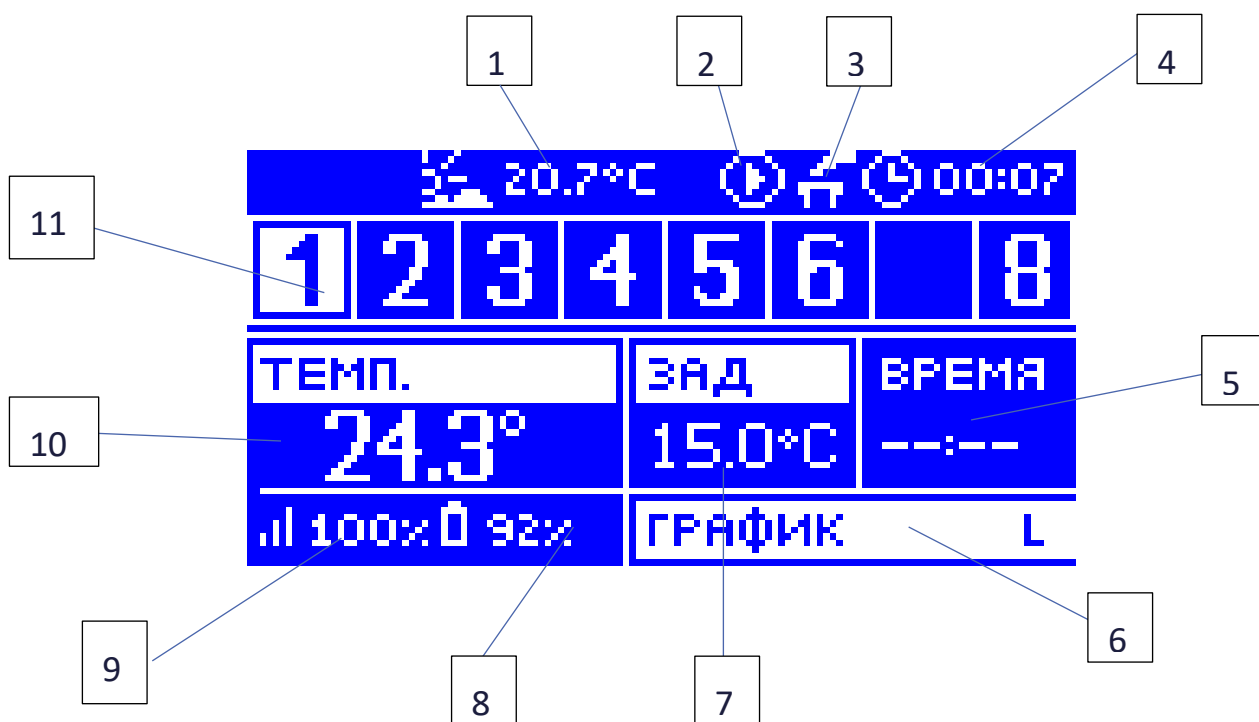 1 2 3 4
20.7°C 00:07
11
1 2 3 4 5 6 8
ТЕМП. ЗАД ВРЕМЯ
5
10
24.3° 15.0°C --:--
100% 92% ГРАФИК L
9 8 7 6